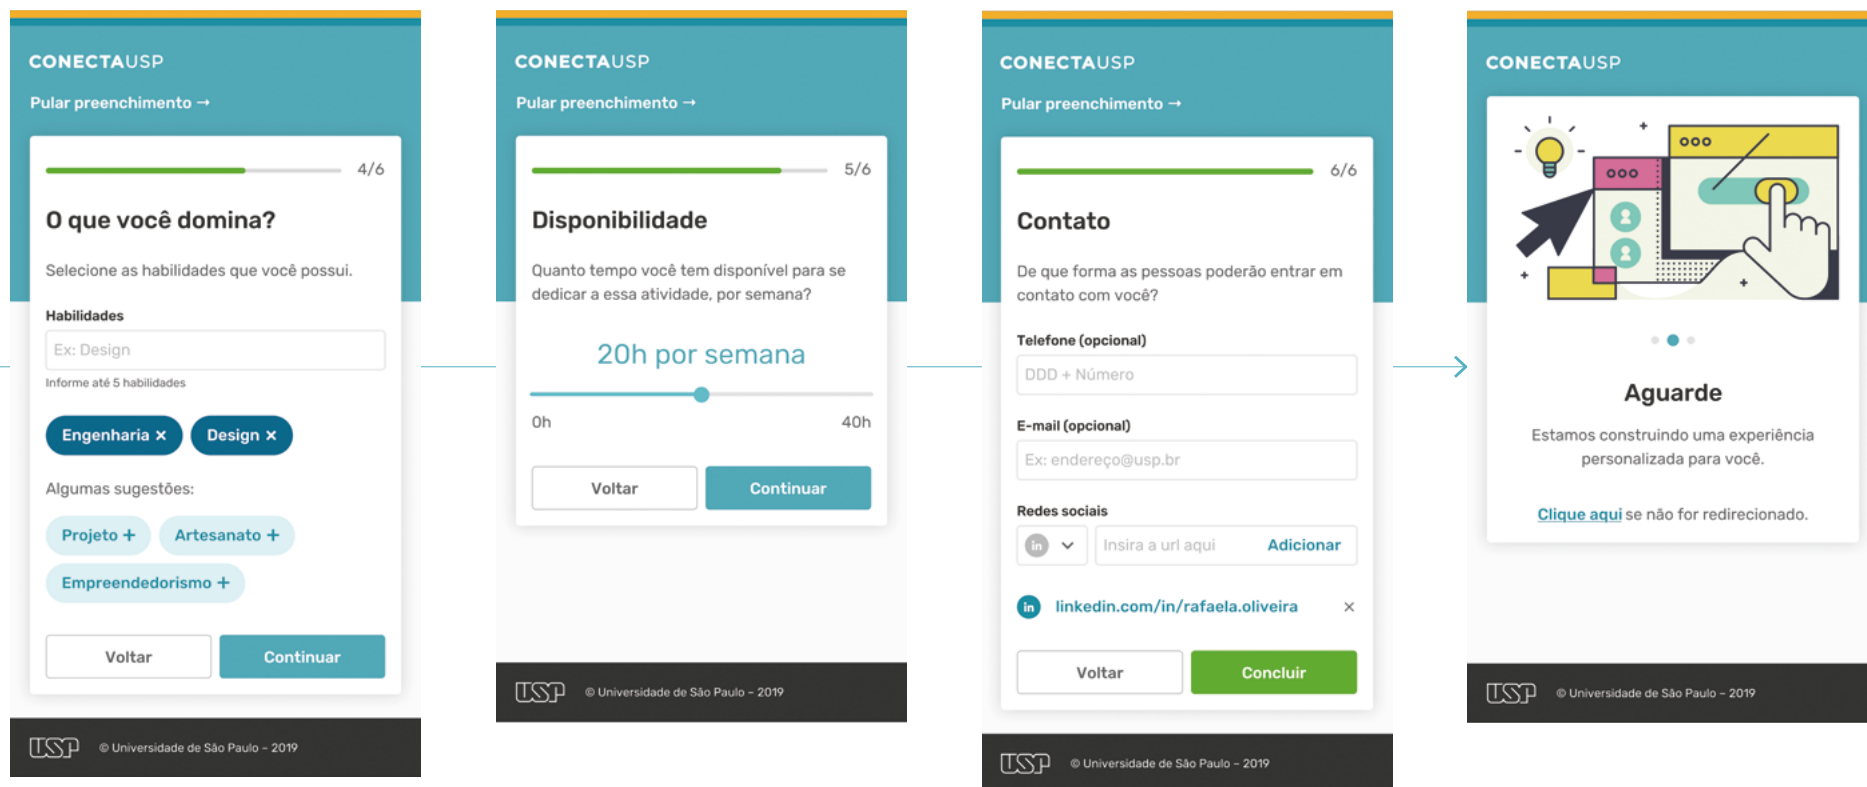 CONECTAUSP
Pular preenchimento →
4/6
O que você domina?
Selecione as habilidades que você possui.
Habilidades
Ex: Design
Informe até 5 habilidades
Engenharia × Design ×
Algumas sugestões:
Projeto + Artesanato +
Empreendedorismo +
Voltar Continuar
USP © Universidade de São Paulo – 2019
CONECTAUSP
Pular preenchimento →
5/6
Disponibilidade
Quanto tempo você tem disponível para se
dedicar a essa atividade, por semana?
20h por semana
0h 40h
Voltar Continuar
USP © Universidade de São Paulo – 2019
CONECTAUSP
Pular preenchimento →
6/6
Contato
De que forma as pessoas poderão entrar em
contato com você?
Telefone (opcional)
DDD + Número
E-mail (opcional)
Ex: endereço@usp.br
Redes sociais
in Insira a url aqui Adicionar
in linkedin.com/in/rafaela.oliveira ×
Voltar Concluir
USP © Universidade de São Paulo – 2019
CONECTAUSP
Aguarde
Estamos construindo uma experiência
personalizada para você.
Clique aqui se não for redirecionado.
USP © Universidade de São Paulo – 2019